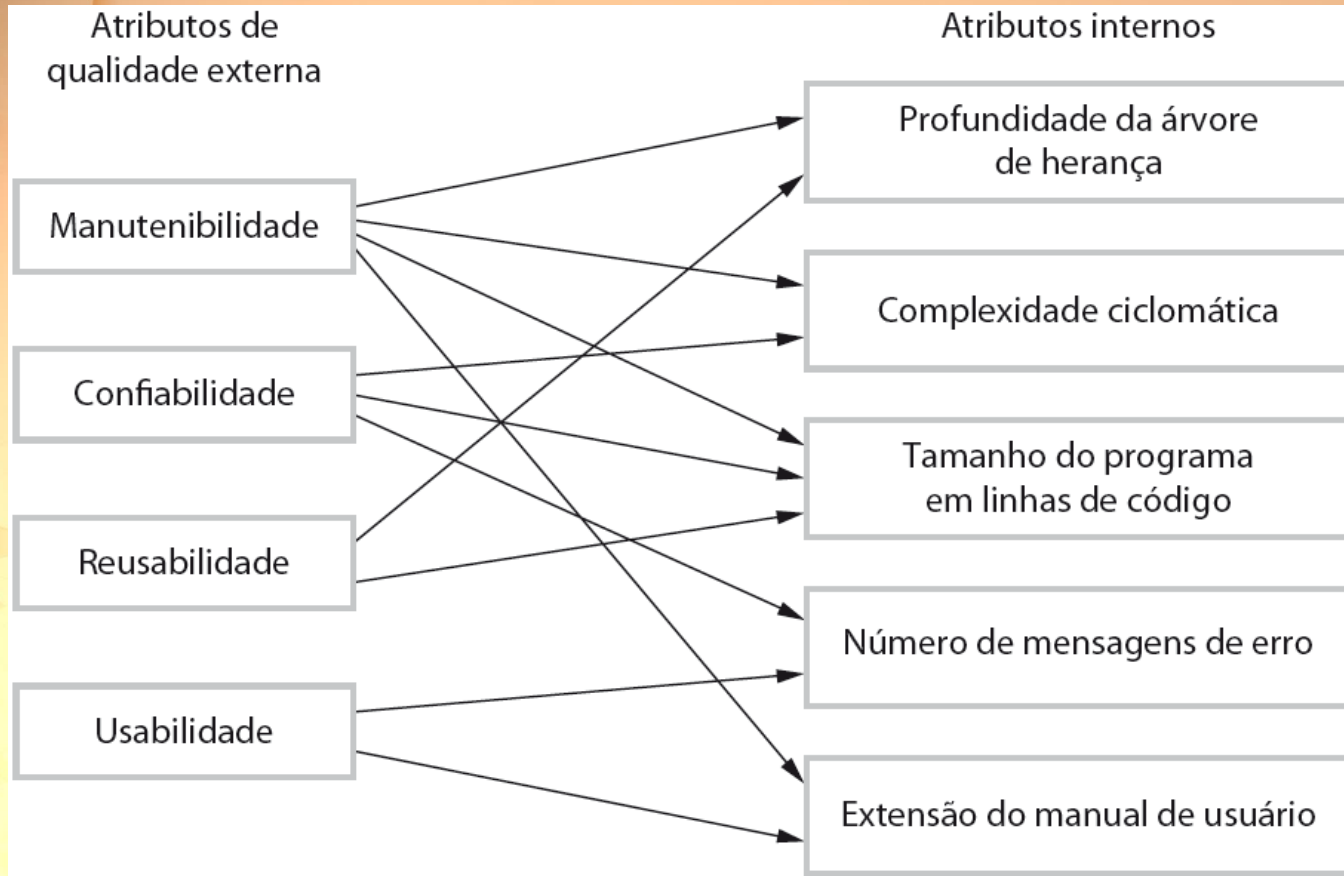 Atributos de
qualidade externa
Manutenibilidade
Confiabilidade
Reusabilidade
Usabilidade
Atributos internos
Profundidade da árvore
de herança
Complexidade ciclomática
Tamanho do programa
em linhas de código
Número de mensagens de erro
Extensão do manual de usuário